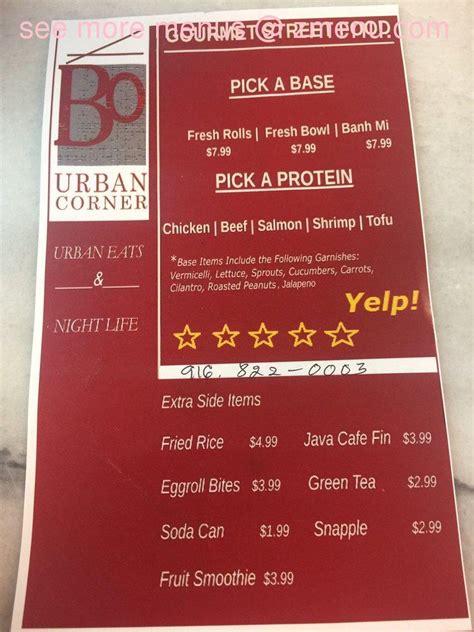 see more menus @ zmenu.com
GOURMET STREET FOOD
Bo
URBAN
CORNER
URBAN EATS
&
NIGHT LIFE
PICK A BASE
Fresh Rolls | Fresh Bowl | Banh Mi
$7.99 $7.99 $7.99
PICK A PROTEIN
Chicken | Beef | Salmon | Shrimp | Tofu
*Base Items Include the Following Garnishes:
Vermicelli, Lettuce, Sprouts, Cucumbers, Carrots,
Cilantro, Roasted Peanuts, Jalapeno
Yelp!
916. 822-0003
Extra Side Items
Fried Rice $4.99 Java Cafe Fin $3.99
Eggroll Bites $3.99 Green Tea $2.99
Soda Can $1.99 Snapple $2.99
Fruit Smoothie $3.99